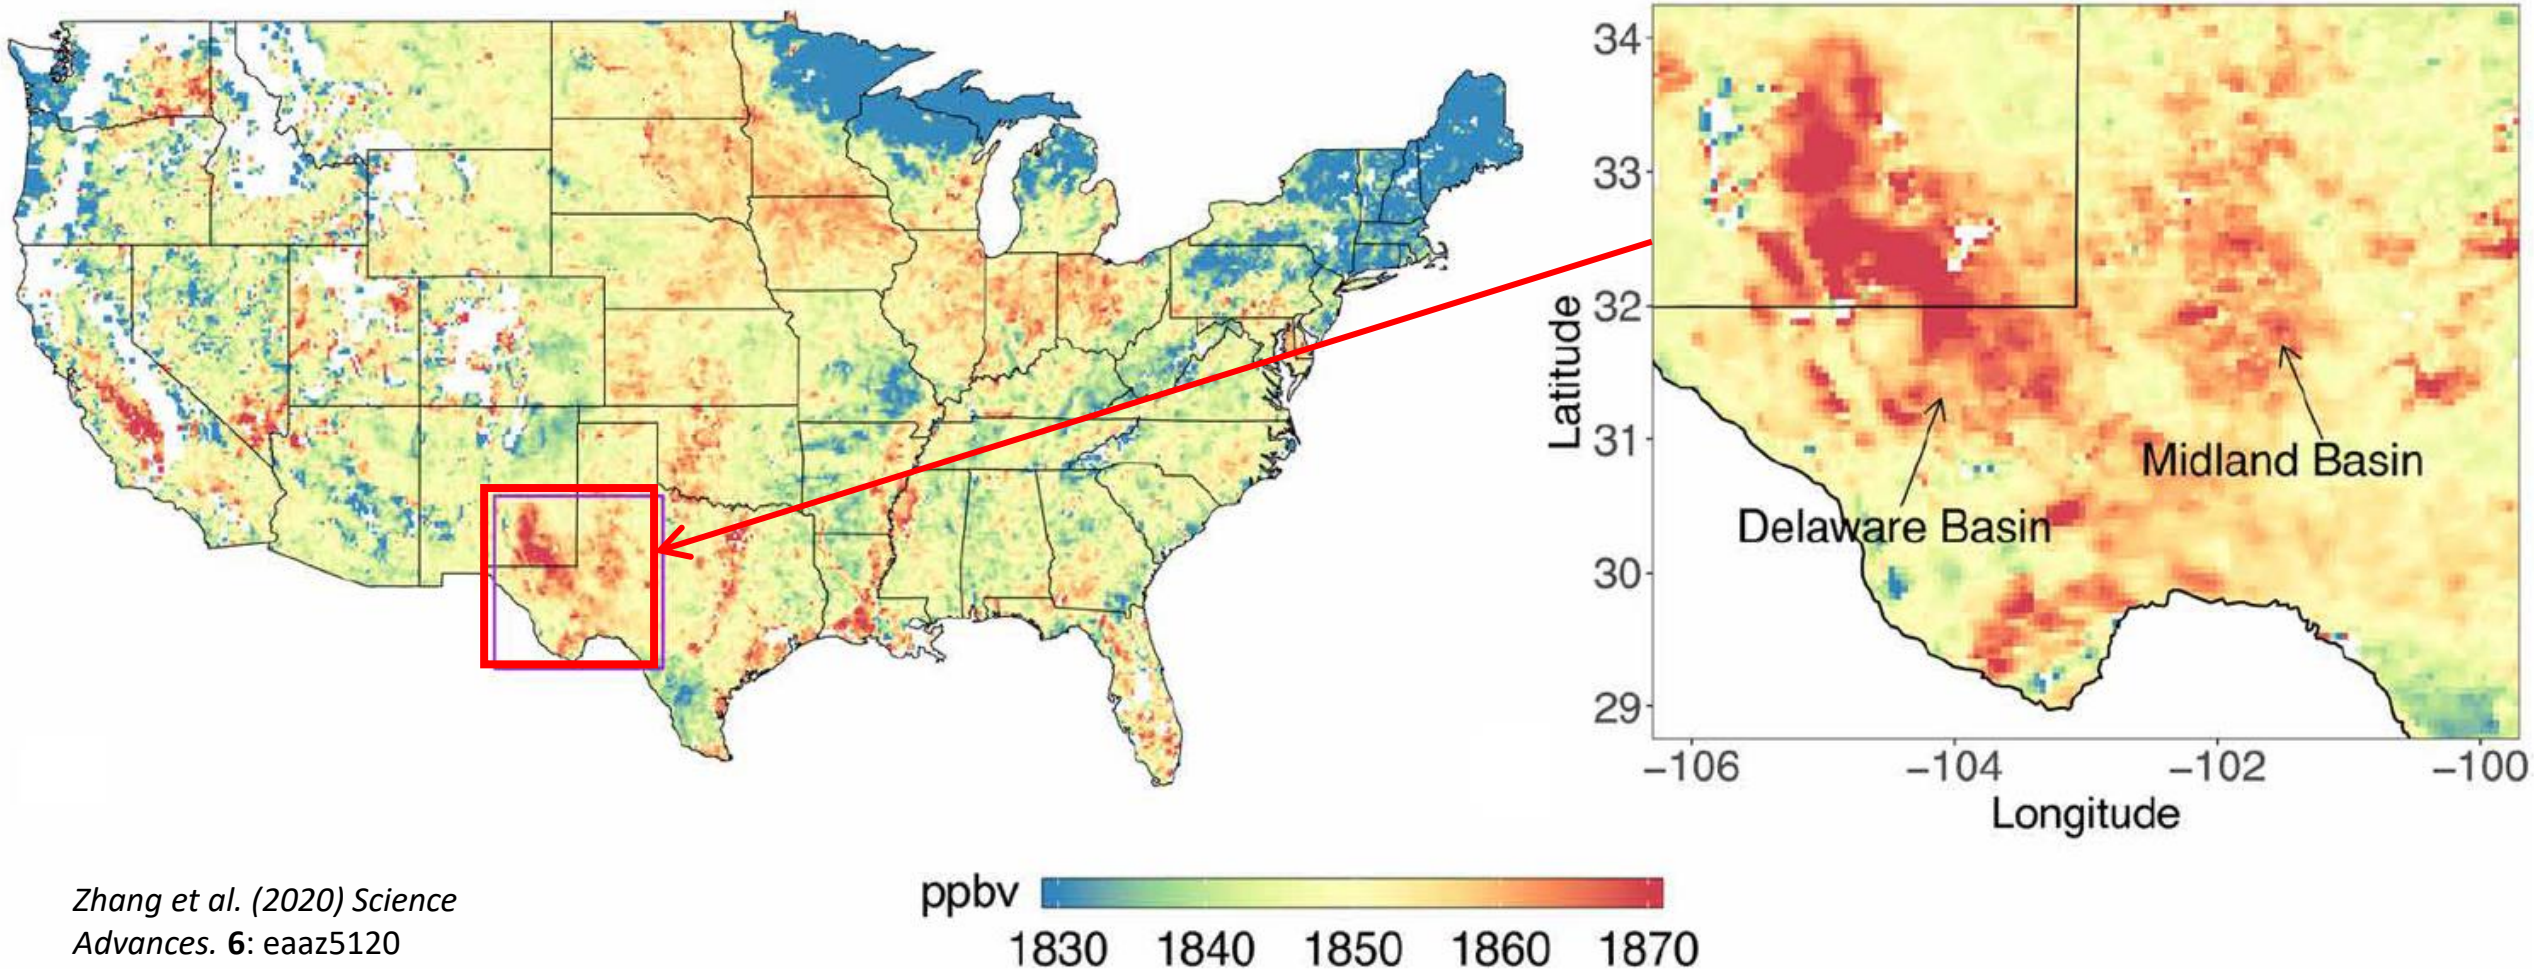 34
33
32
31
30
29
Latitude
Midland Basin
Delaware Basin
−106 −104 −102 −100
Longitude
ppbv
1830 1840 1850 1860 1870
Zhang et al. (2020) Science
Advances. 6: eaaz5120